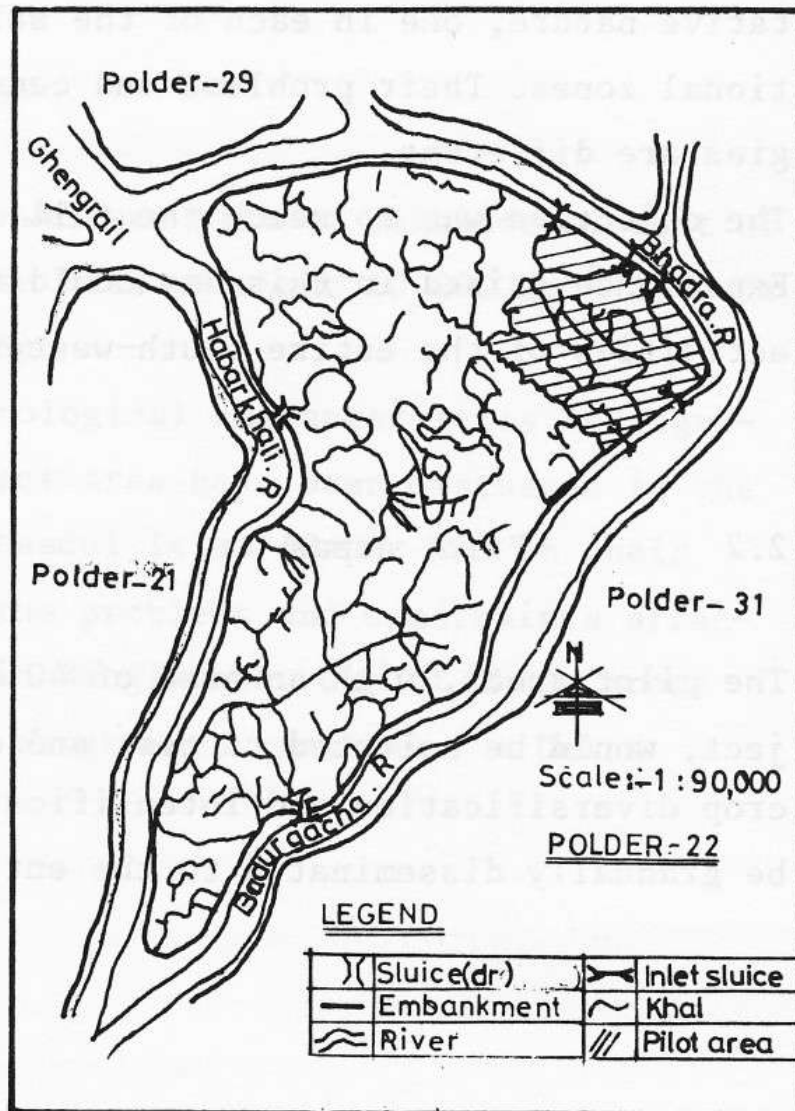 Polder-29
Ghengrail
Bhadra.R
Habarkhali.R
Polder-21
Polder-31
N
Scale:-1:90,000
POLDER-22
Badurgacha.R
LEGEND
Sluice(dr) Inlet sluice
Embankment Khal
River Pilot area